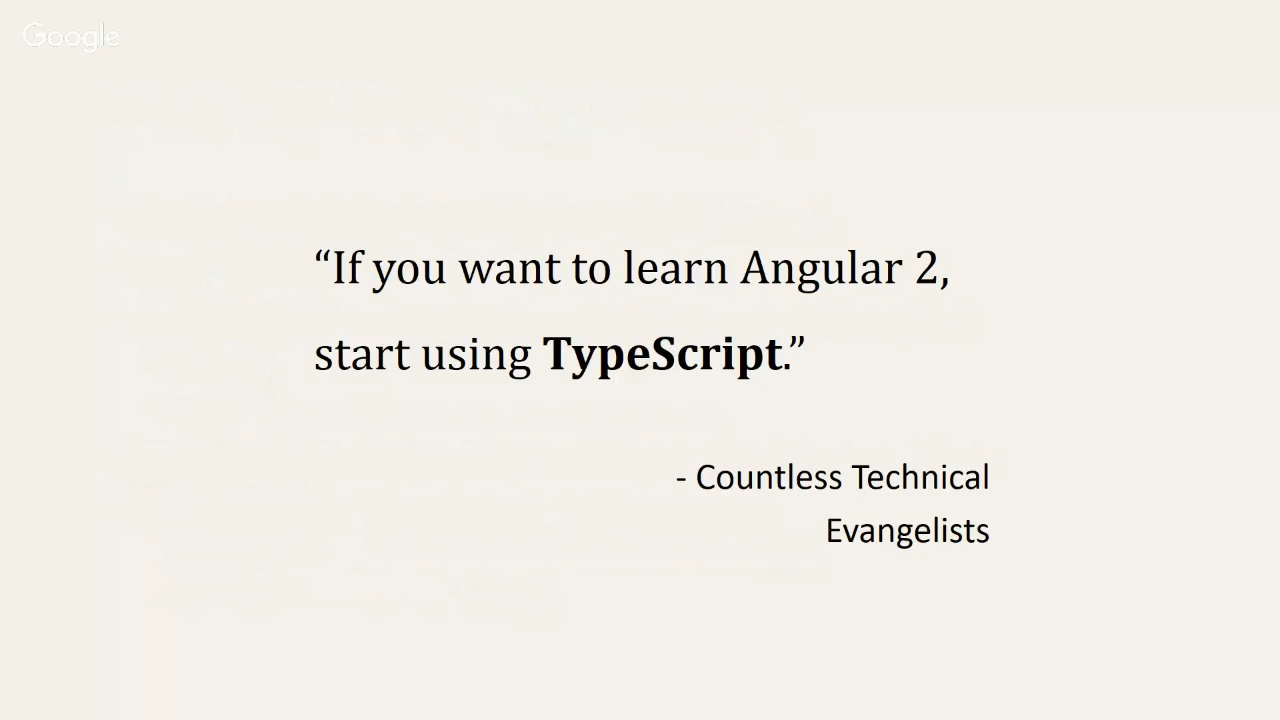 Google
“If you want to learn Angular 2,
start using TypeScript.”
- Countless Technical
Evangelists